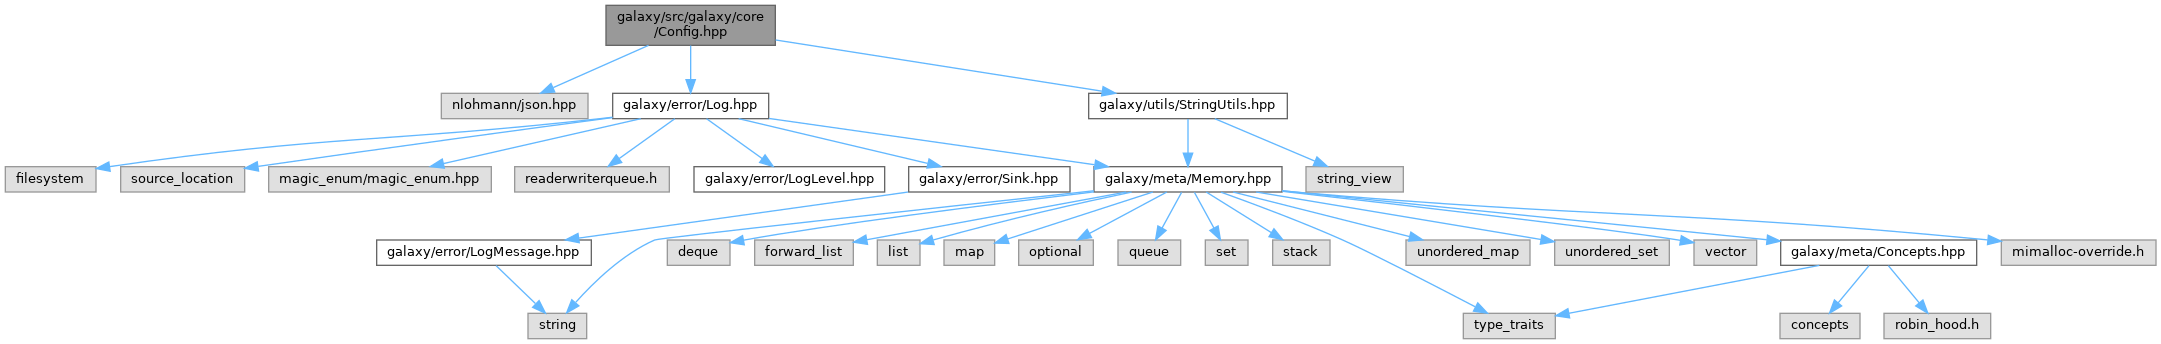 galaxy/src/galaxy/core
/Config.hpp
nlohmann/json.hpp
galaxy/error/Log.hpp
galaxy/utils/StringUtils.hpp
filesystem
source_location
magic_enum/magic_enum.hpp
readerwriterqueue.h
galaxy/error/LogLevel.hpp
galaxy/error/Sink.hpp
galaxy/meta/Memory.hpp
string_view
galaxy/error/LogMessage.hpp
deque
forward_list
list
map
optional
queue
set
stack
unordered_map
unordered_set
vector
galaxy/meta/Concepts.hpp
mimalloc-override.h
string
type_traits
concepts
robin_hood.h